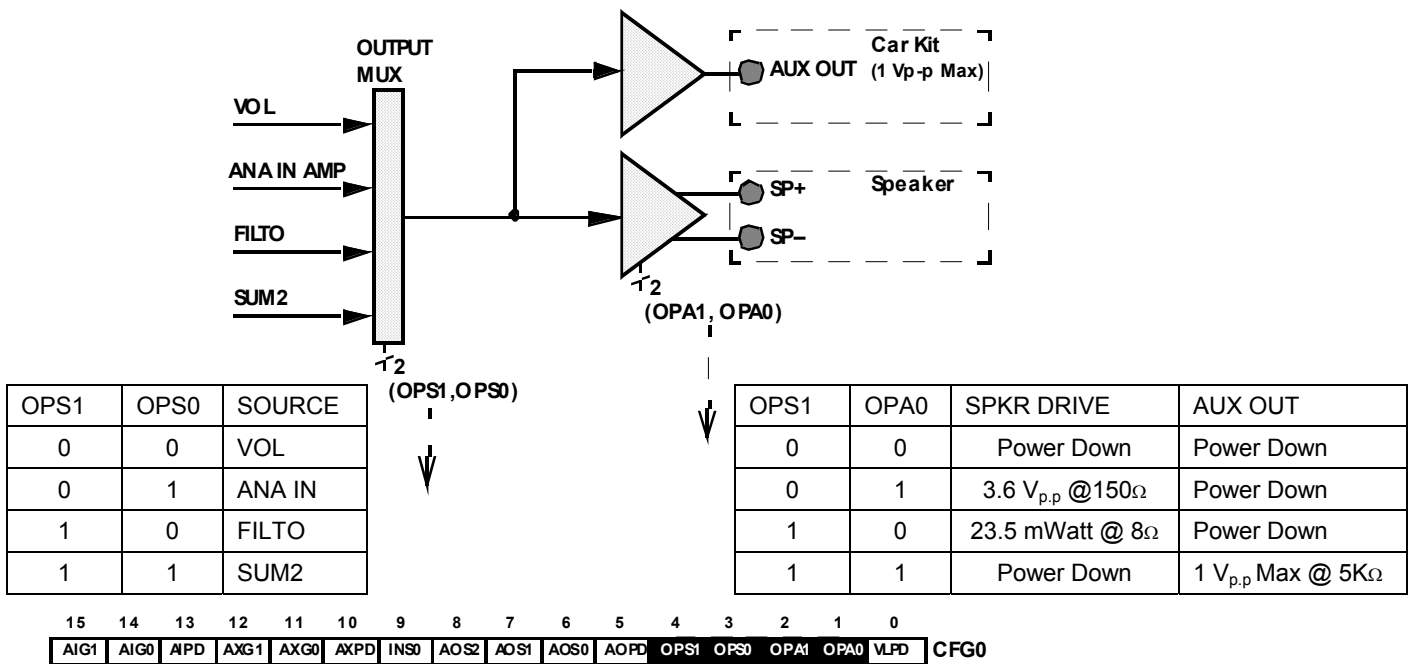 OUTPUT
MUX
VOL
ANA IN AMP
FILTO
SUM2
2
(OPS1,OPS0)
Car Kit
AUX OUT (1 Vp-p Max)
Speaker
SP+
SP–
2
(OPA1, OPA0)
OPS1 OPS0 SOURCE
0 0 VOL
0 1 ANA IN
1 0 FILTO
1 1 SUM2
OPS1 OPA0 SPKR DRIVE AUX OUT
0 0 Power Down Power Down
0 1 3.6 Vp.p @150Ω Power Down
1 0 23.5 mWatt @ 8Ω Power Down
1 1 Power Down 1 Vp.p Max @ 5KΩ
15 14 13 12 11 10 9 8 7 6 5 4 3 2 1 0
AIG1 AIG0 AIPD AXG1 AXG0 AXPD INS0 AOS2 AOS1 AOS0 AOPD OPS1 OPS0 OPA1 OPA0 VLPD CFG0